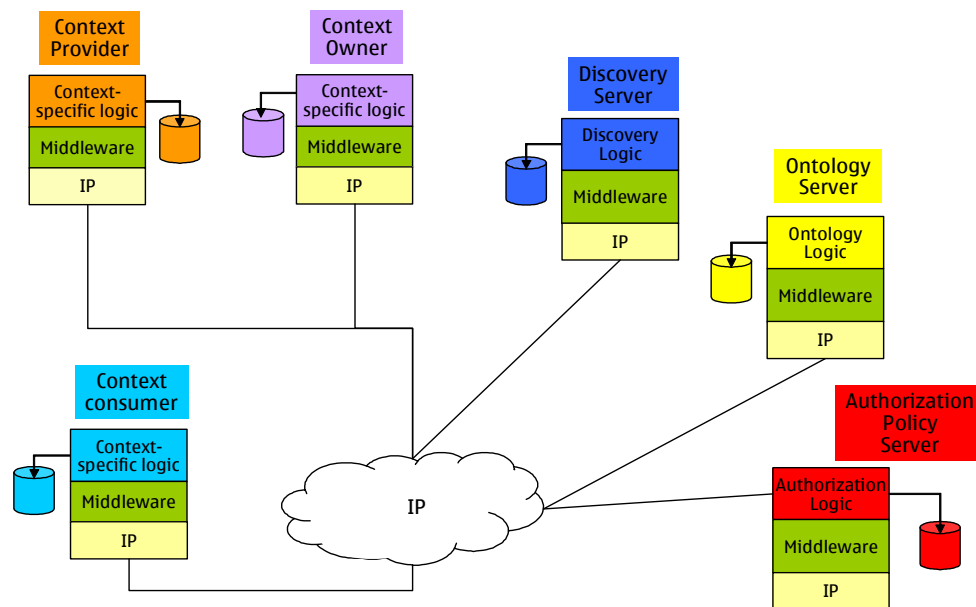 Context
Provider
Context-
specific logic
Middleware
IP
Context
Owner
Context-
specific logic
Middleware
IP
Discovery
Server
Discovery
Logic
Middleware
IP
Ontology
Server
Ontology
Logic
Middleware
IP
Context
consumer
Context-
specific logic
Middleware
IP
IP
Authorization
Policy
Server
Authorization
Logic
Middleware
IP